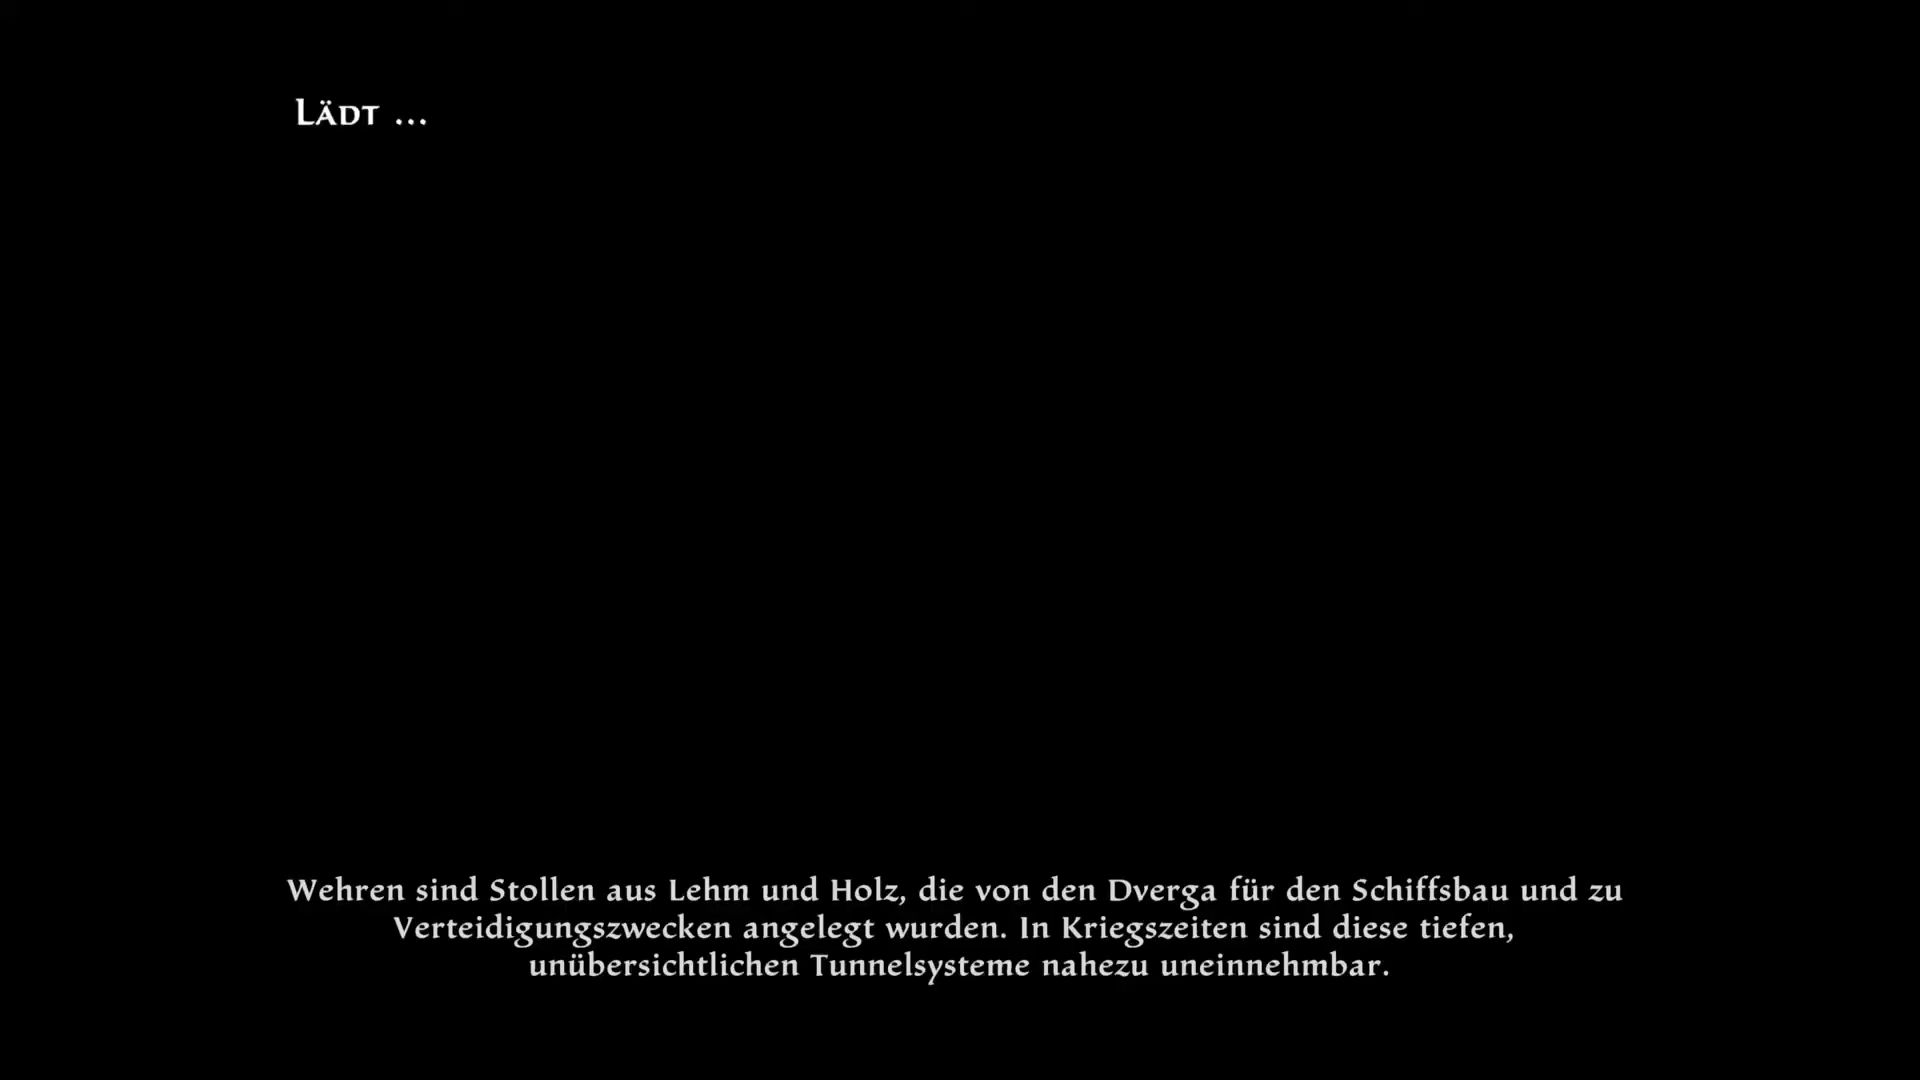 Lädt ...
Wehren sind Stollen aus Lehm und Holz, die von den Dverga für den Schiffsbau und zu
Verteidigungszwecken angelegt wurden. In Kriegszeiten sind diese tiefen,
unübersichtlichen Tunnelsysteme nahezu uneinnehmbar.